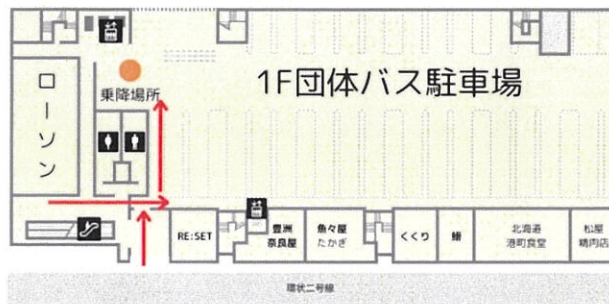 1F団体バス駐車場
乗降場所
ローソン
RE:SET
豊洲
奈良屋
魚々屋
たかぎ
くくり
鰻
北海道
港町食堂
松屋
精肉店
環状二号線